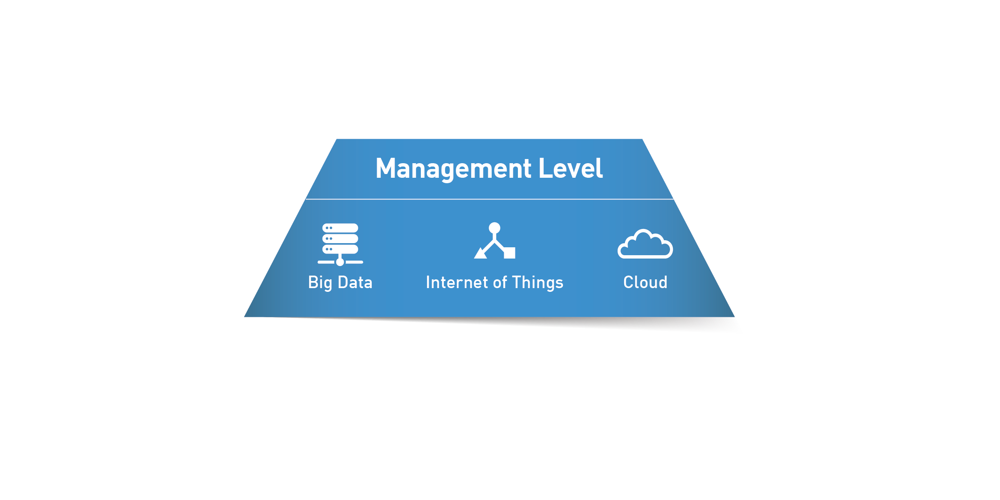 Management Level
Big Data
Internet of Things
Cloud